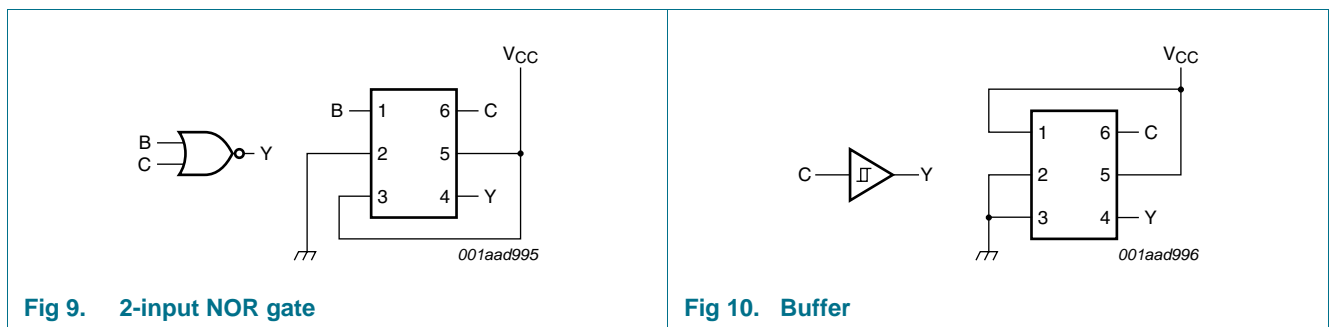 VCC
B 1 6 C
B
C
Y
2 5
3 4 Y
001aad995
Fig 9. 2-input NOR gate
VCC
1 6 C
C Y
2 5
3 4 Y
001aad996
Fig 10. Buffer